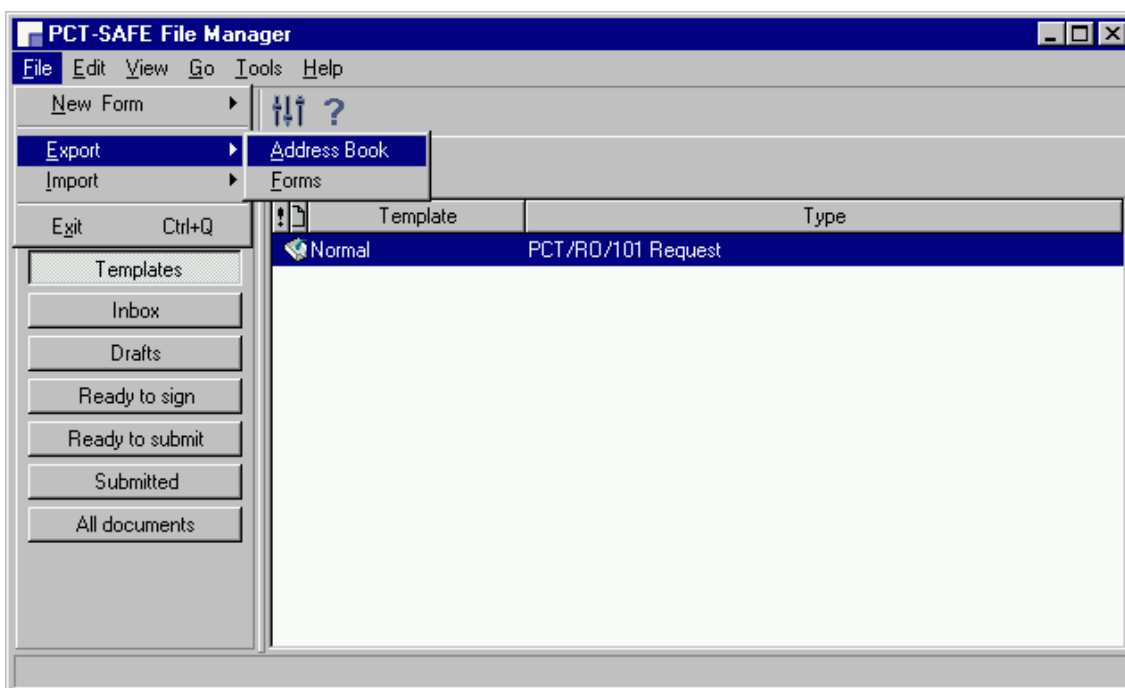 PCT-SAFE File Manager
File Edit View Go Tools Help
New Form
?
Export Address Book
Import Forms
Exit Ctrl+Q
! Template Type
Normal PCT/RO/101 Request
Templates
Inbox
Drafts
Ready to sign
Ready to submit
Submitted
All documents